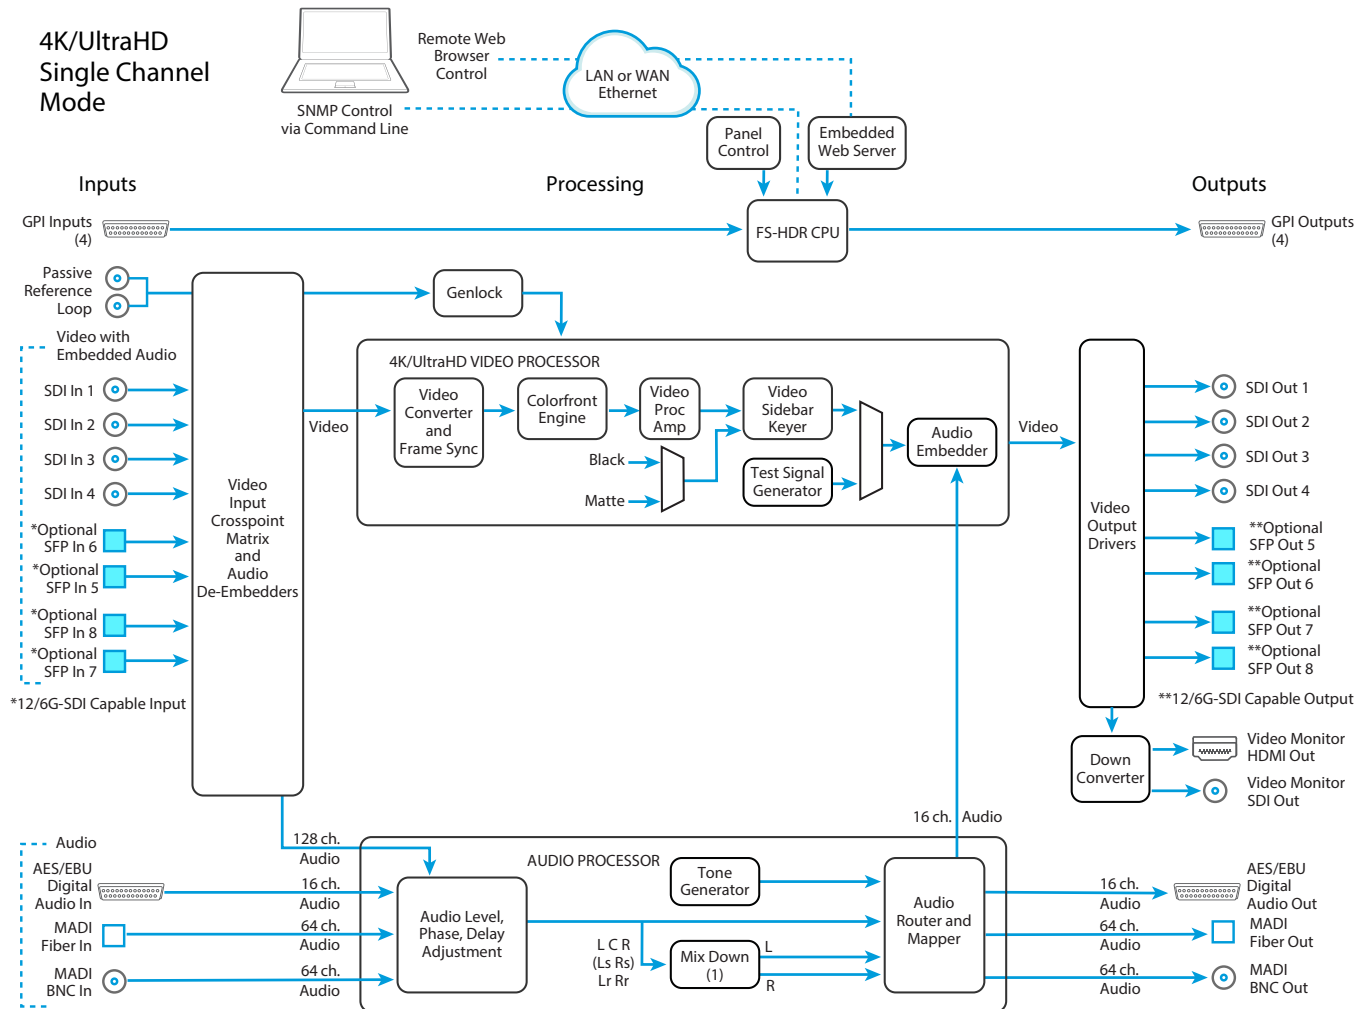 4K/UltraHD
Single Channel
Mode
Remote Web
Browser
Control
SNMP Control
via Command Line
LAN or WAN
Ethernet
Panel
Control
Embedded
Web Server
Inputs
Processing
Outputs
GPI Inputs
(4)
FS-HDR CPU
GPI Outputs
(4)
Passive
Reference
Loop
Genlock
Video with
Embedded Audio
SDI In 1
SDI In 2
SDI In 3
SDI In 4
*Optional
SFP In 6
*Optional
SFP In 5
*Optional
SFP In 8
*Optional
SFP In 7
*12/6G-SDI Capable Input
Video
Input
Crosspoint
Matrix
and
Audio
De-Embedders
Video
4K/UltraHD VIDEO PROCESSOR
Video
Converter
and
Frame Sync
Colorfront
Engine
Video
Proc
Amp
Video
Sidebar
Keyer
Black
Matte
Test Signal
Generator
Audio
Embedder
Video
Video
Output
Drivers
SDI Out 1
SDI Out 2
SDI Out 3
SDI Out 4
**Optional
SFP Out 5
**Optional
SFP Out 6
**Optional
SFP Out 7
**Optional
SFP Out 8
**12/6G-SDI Capable Output
Down
Converter
Video Monitor
HDMI Out
Video Monitor
SDI Out
16 ch. Audio
Audio
AES/EBU
Digital
Audio In
MADI
Fiber In
MADI
BNC In
128 ch.
Audio
16 ch.
Audio
64 ch.
Audio
64 ch.
Audio
AUDIO PROCESSOR
Audio Level,
Phase, Delay
Adjustment
Tone
Generator
L C R
(Ls Rs)
Lr Rr
Mix Down
(1)
L
R
Audio
Router and
Mapper
16 ch.
Audio
64 ch.
Audio
64 ch.
Audio
AES/EBU
Digital
Audio Out
MADI
Fiber Out
MADI
BNC Out